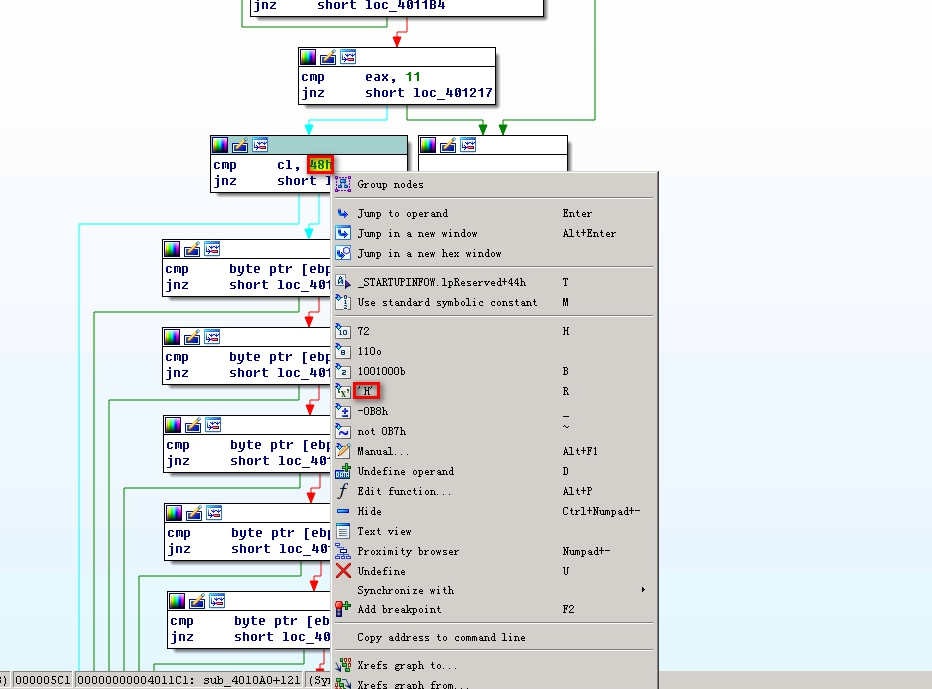 jnz short loc_4011B4
cmp eax, 11
jnz short loc_401217
cmp cl, 48h
jnz short l
Group nodes
Jump to operand Enter
Jump in a new window Alt+Enter
Jump in a new hex window
_STARTUPINFOW.lpReserved+44h T
Use standard symbolic constant M
72 H
110o
1001000b B
'H' R
-0B8h _
not 0B7h ~
Manual... Alt+F1
Undefine operand D
Edit function... Alt+P
Hide Ctrl+Numpad+-
Text view
Proximity browser Numpad+-
Undefine U
Synchronize with
Add breakpoint F2
Copy address to command line
Xrefs graph to...
Xrefs graph from...
cmp byte ptr [ebp
jnz short loc_401
cmp byte ptr [ebp
jnz short loc_401
cmp byte ptr [ebp
jnz short loc_401
cmp byte ptr [ebp
jnz short loc_40
cmp byte ptr [eb
jnz short loc_40
) 000005C1 00000000004011C1: sub_4010A0+121 (Syn